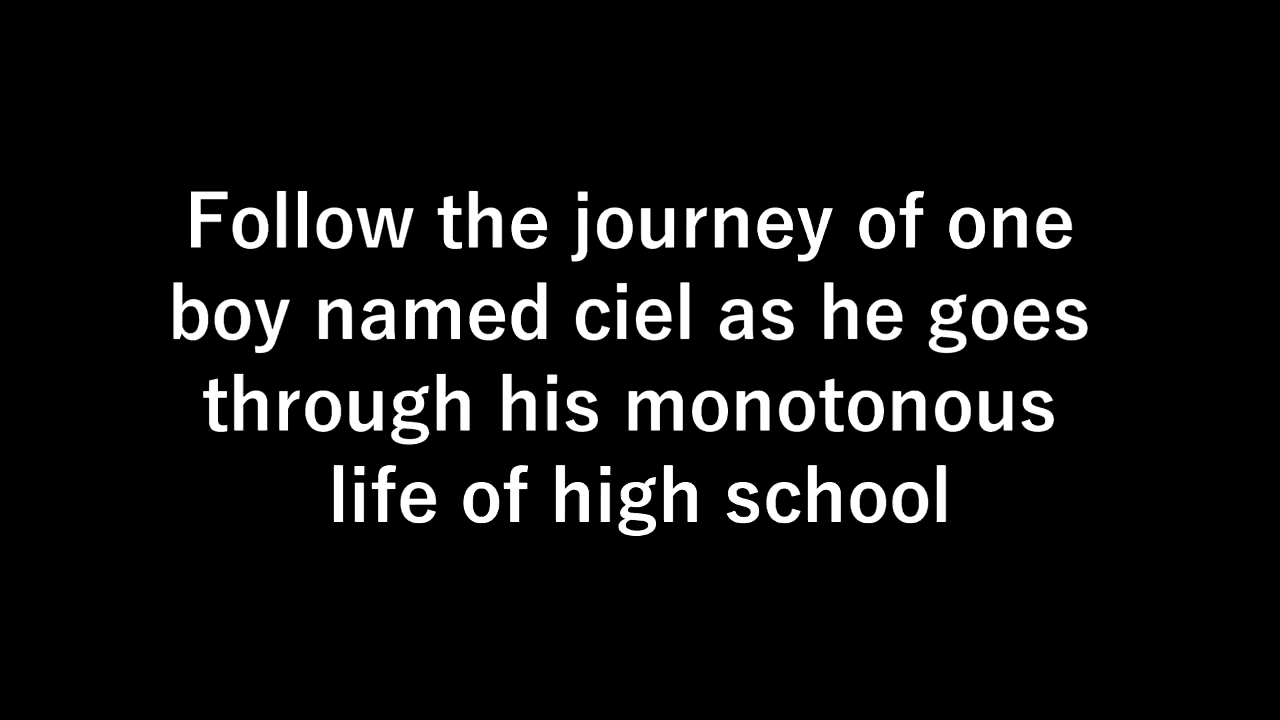 Follow the journey of one
boy named ciel as he goes
through his monotonous
life of high school